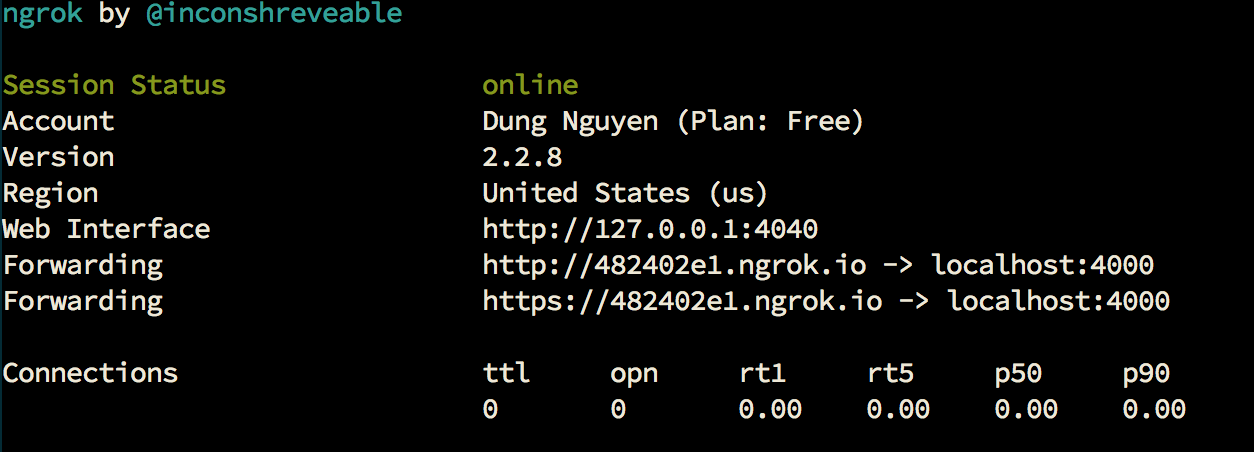 ngrok by @inconshreveable
Session Status online
Account Dung Nguyen (Plan: Free)
Version 2.2.8
Region United States (us)
Web Interface http://127.0.0.1:4040
Forwarding http://482402e1.ngrok.io -> localhost:4000
Forwarding https://482402e1.ngrok.io -> localhost:4000
Connections ttl opn rt1 rt5 p50 p90
0 0 0.00 0.00 0.00 0.00